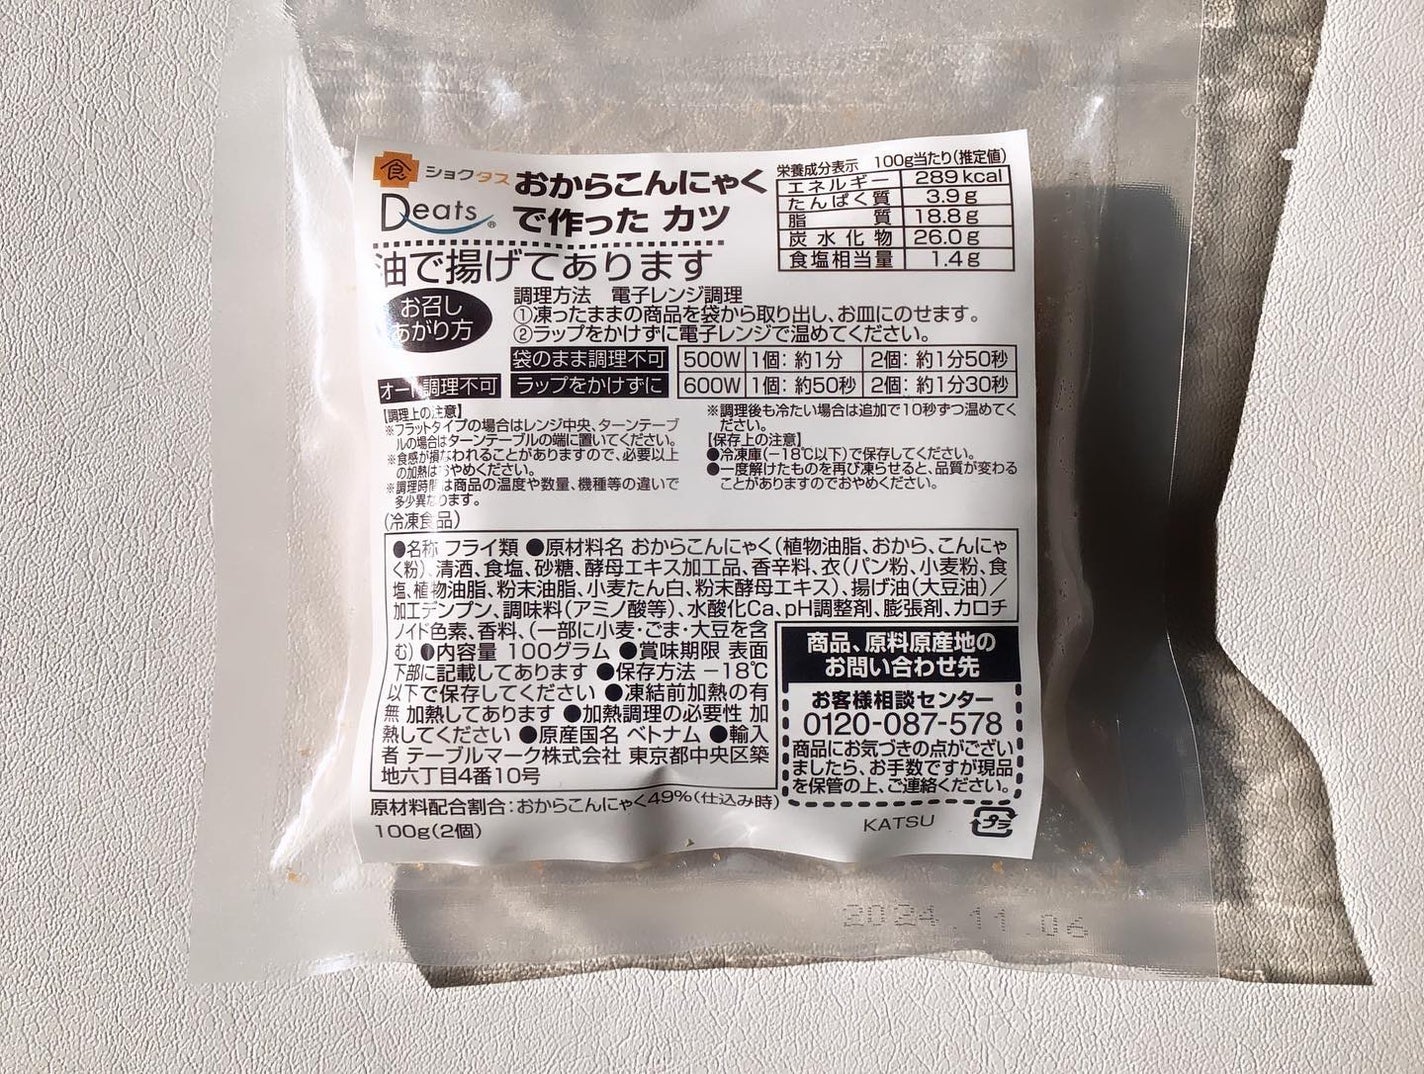 食 ショクタス
Deats®
おからこんにゃく
で作った カツ
油で揚げてあります
栄養成分表示 100g当たり(推定値)
エネルギー 289kcal
たんぱく質 3.9g
脂質 18.8g
炭水化物 26.0g
食塩相当量 1.4g
お召し
あがり方
調理方法 電子レンジ調理
①凍ったままの商品を袋から取り出し、お皿にのせます。
②ラップをかけずに電子レンジで温めてください。
袋のまま調理不可 500W 1個:約1分 2個:約1分50秒
オート調理不可 ラップをかけずに 600W 1個:約50秒 2個:約1分30秒
【調理上の注意】
※フラットタイプの場合はレンジ中央、ターンテーブ
ルの場合はターンテーブルの端に置いてください。
※食感が損なわれることがありますので、必要以上
の加熱はおやめください。
※調理時間は商品の温度や数量、機種等の違いで
多少異なります。
※調理後も冷たい場合は追加で10秒ずつ温めてく
ださい。
【保存上の注意】
●冷凍庫(−18℃以下)で保存してください。
●一度解けたものを再び凍らせると、品質が変わる
ことがありますのでおやめください。
(冷凍食品)
●名称 フライ類 ●原材料名 おからこんにゃく(植物油脂、おから、こんにゃ
く粉)、清酒、食塩、砂糖、酵母エキス加工品、香辛料、衣(パン粉、小麦粉、食
塩、植物油脂、粉末油脂、小麦たん白、粉末酵母エキス)、揚げ油(大豆油)/
加工デンプン、調味料(アミノ酸等)、水酸化Ca、pH調整剤、膨張剤、カロチ
ノイド色素、香料、(一部に小麦・ごま・大豆を含
む) ●内容量 100グラム ●賞味期限 表面
下部に記載してあります ●保存方法 −18℃
以下で保存してください ●凍結前加熱の有
無 加熱してあります ●加熱調理の必要性 加
熱してください ●原産国名 ベトナム ●輸入
者 テーブルマーク株式会社 東京都中央区築
地六丁目4番10号
商品、原料原産地の
お問い合わせ先
お客様相談センター
0120-087-578
商品にお気づきの点がござい
ましたら、お手数ですが現品
を保管の上、ご連絡ください。
原材料配合割合:おからこんにゃく49%(仕込み時)
100g(2個)
KATSU
プラ
2024.11.06